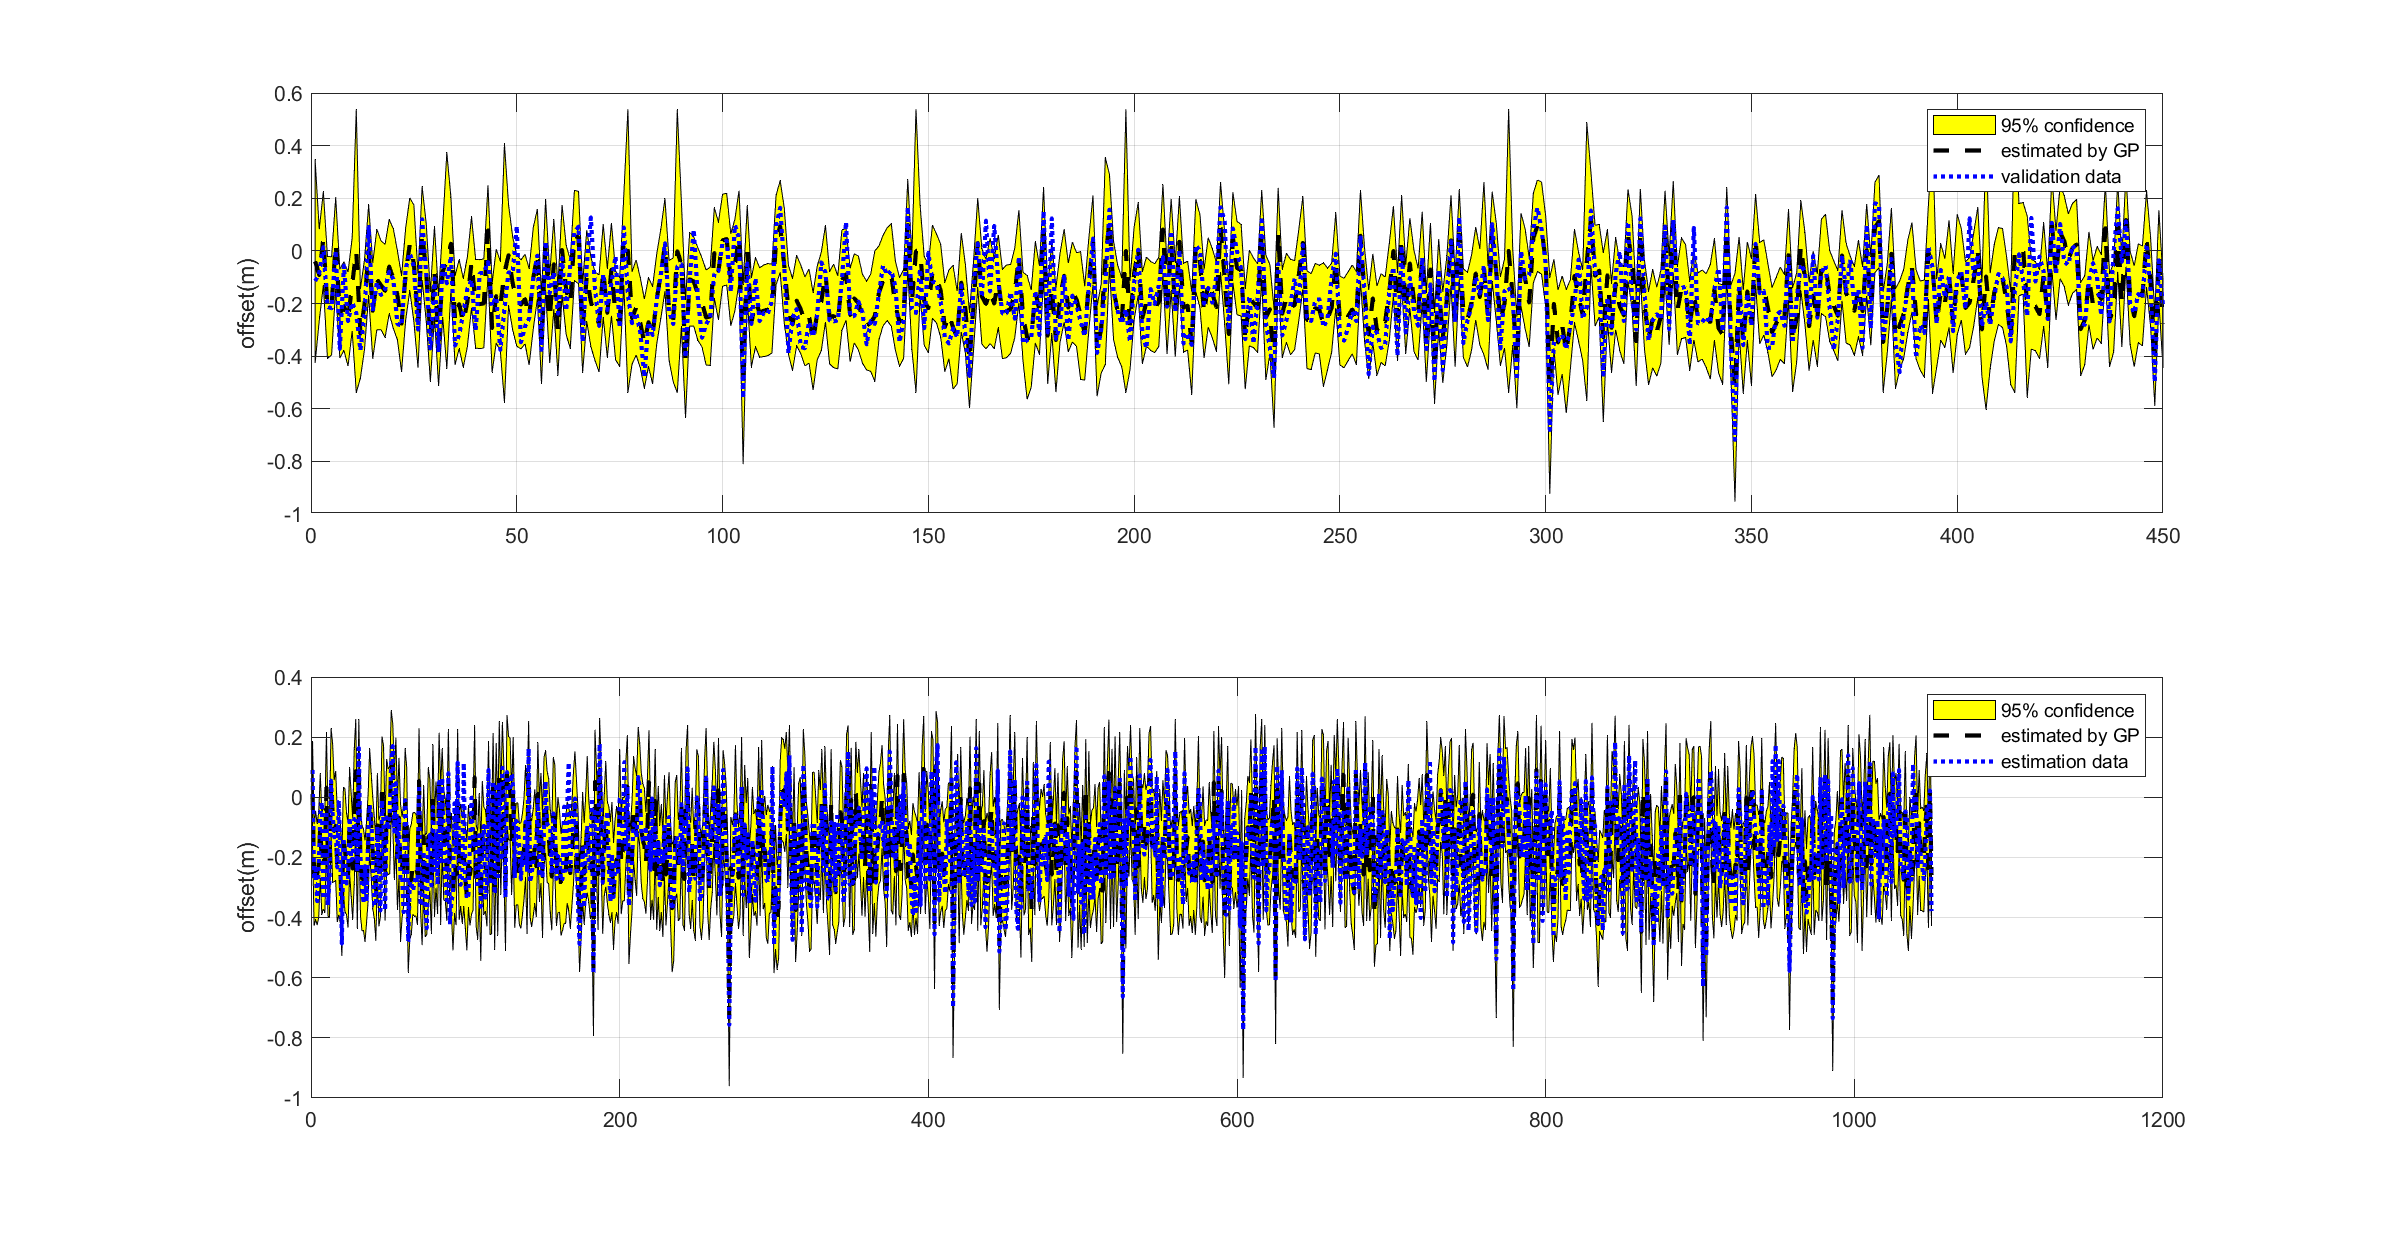 0.6
0.4
0.2
0
-0.2
-0.4
-0.6
-0.8
-1
offset(m)
0 50 100 150 200 250 300 350 400 450
95% confidence
estimated by GP
validation data
0.4
0.2
0
-0.2
-0.4
-0.6
-0.8
-1
offset(m)
0 200 400 600 800 1000 1200
95% confidence
estimated by GP
estimation data